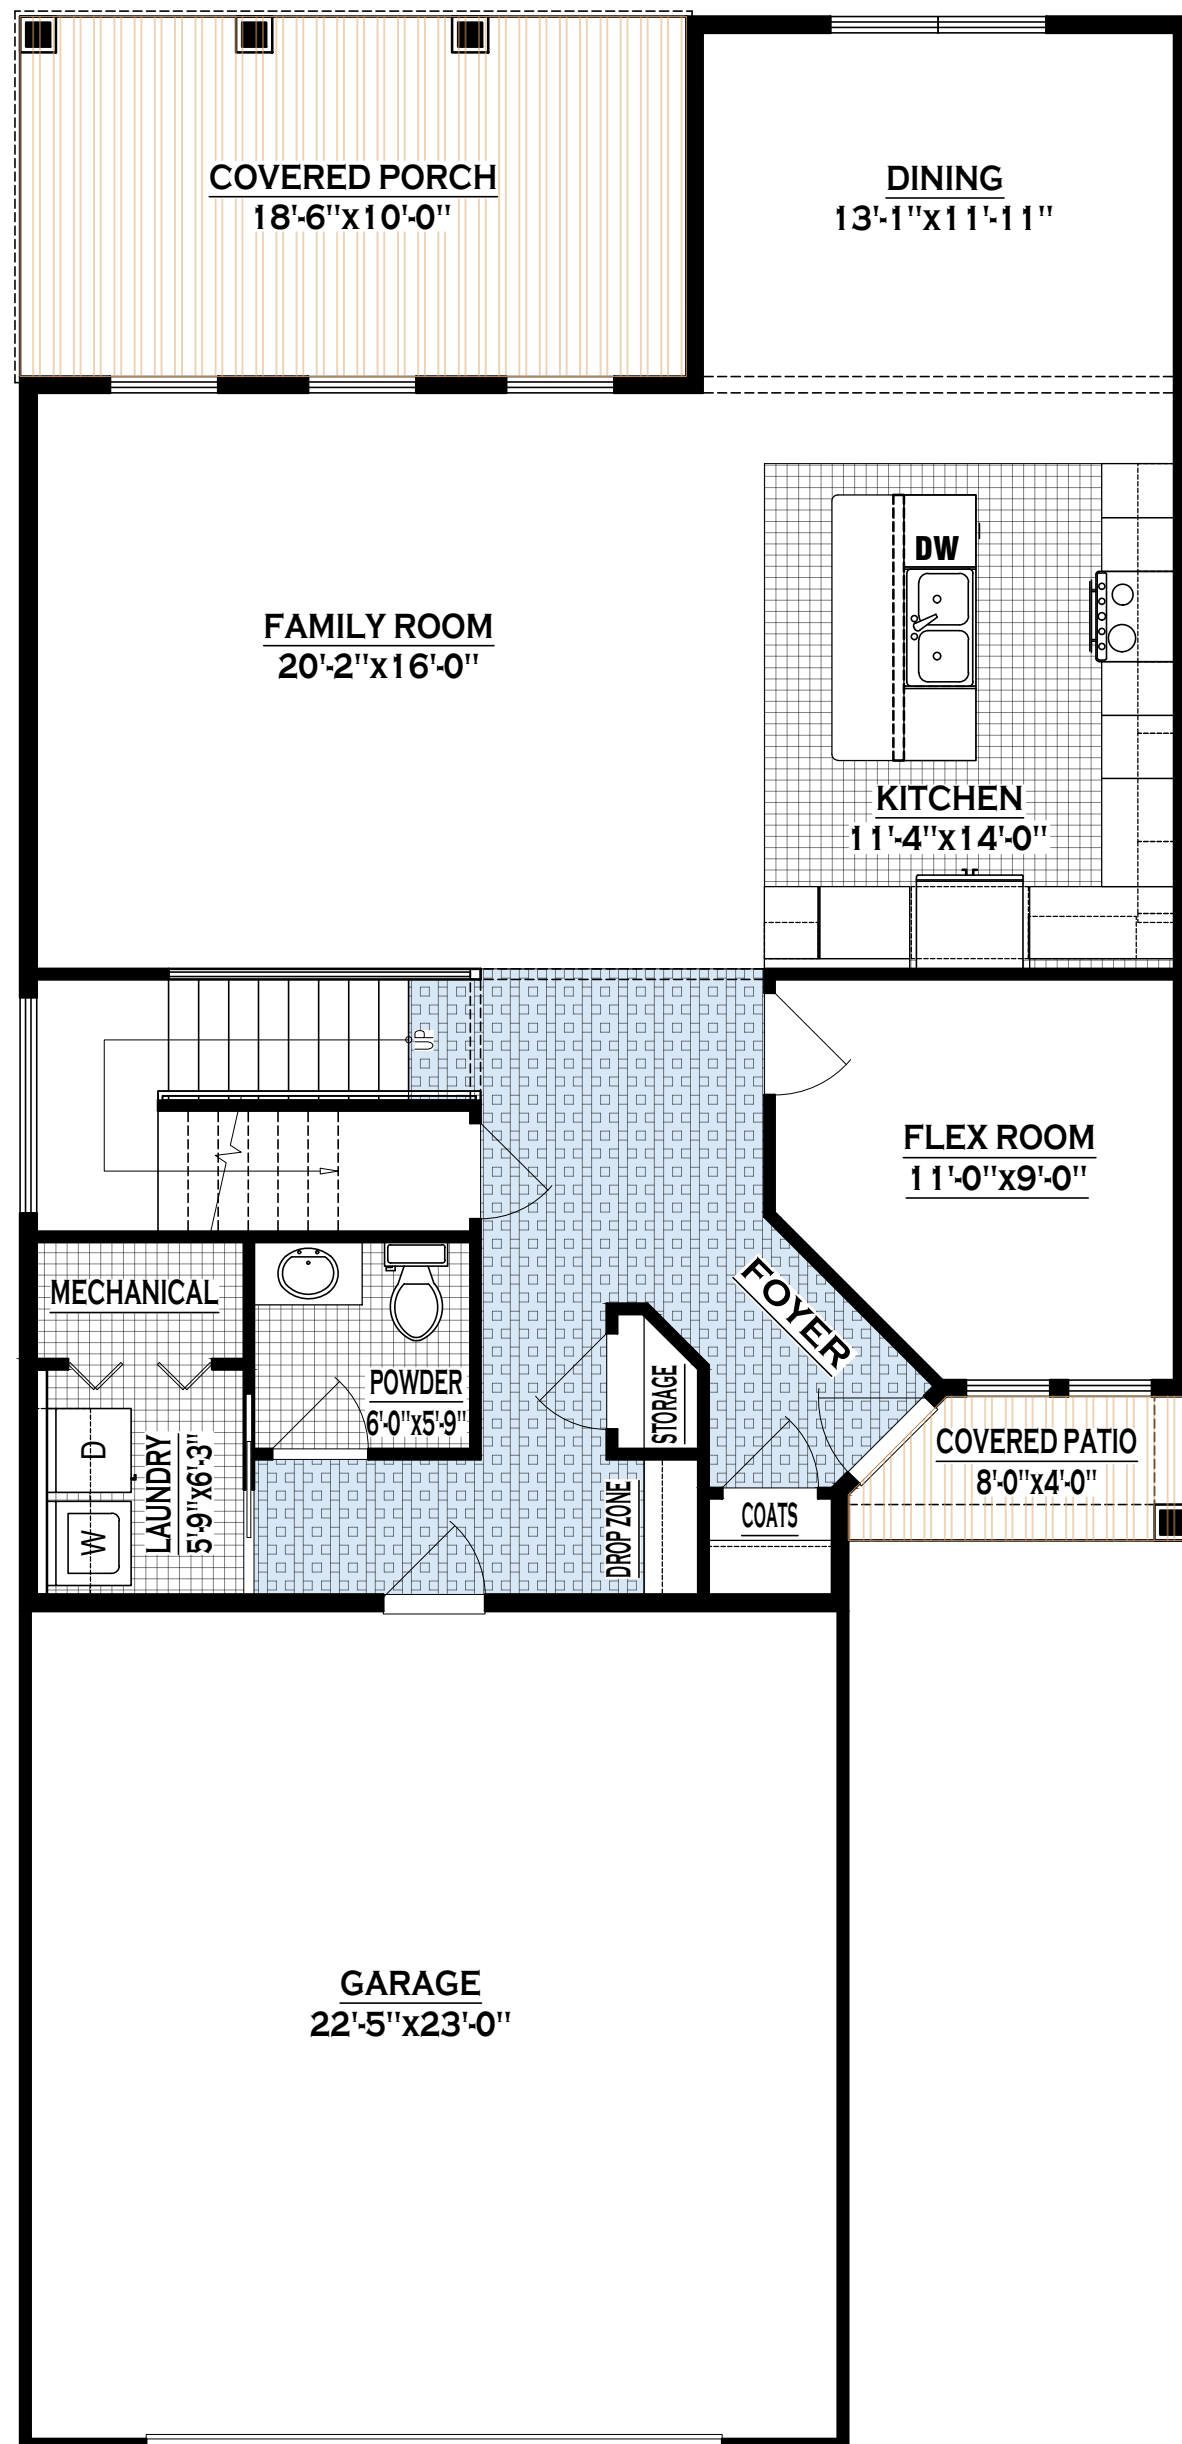 COVERED PORCH
18'-6"x10'-0"
DINING
13'-1"x11'-11"
DW
FAMILY ROOM
20'-2"x16'-0"
KITCHEN
11'-4"x14'-0"
UP
FLEX ROOM
11'-0"x9'-0"
MECHANICAL
FOYER
POWDER
6'-0"x5'-9"
STORAGE
D
W
LAUNDRY
5'-9"x6'-3"
DROP ZONE
COATS
COVERED PATIO
8'-0"x4'-0"
GARAGE
22'-5"x23'-0"